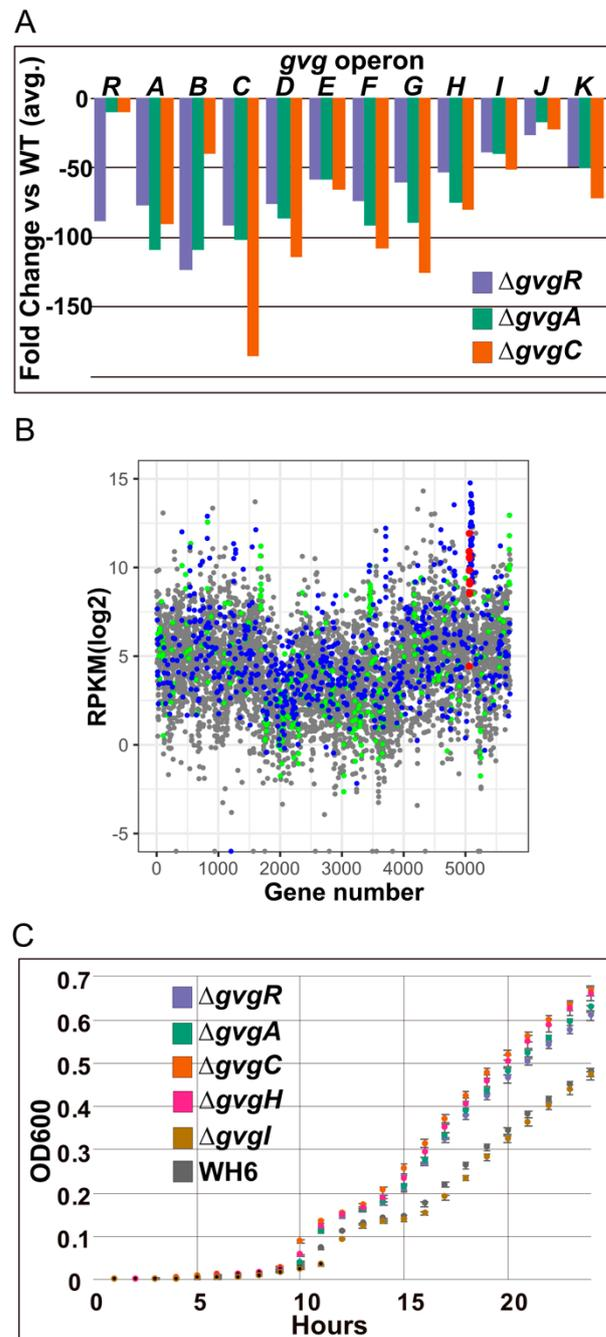 A
gvg operon
R A B C D E F G H I J K
Fold Change vs WT (avg.)
0
-50
-100
-150
ΔgvgR
ΔgvgA
ΔgvgC
B
RPKM(log2)
15
10
5
0
-5
0 1000 2000 3000 4000 5000
Gene number
C
OD600
0.7
0.6
0.5
0.4
0.3
0.2
0.1
0
ΔgvgR
ΔgvgA
ΔgvgC
ΔgvgH
ΔgvgI
WH6
0 5 10 15 20
Hours